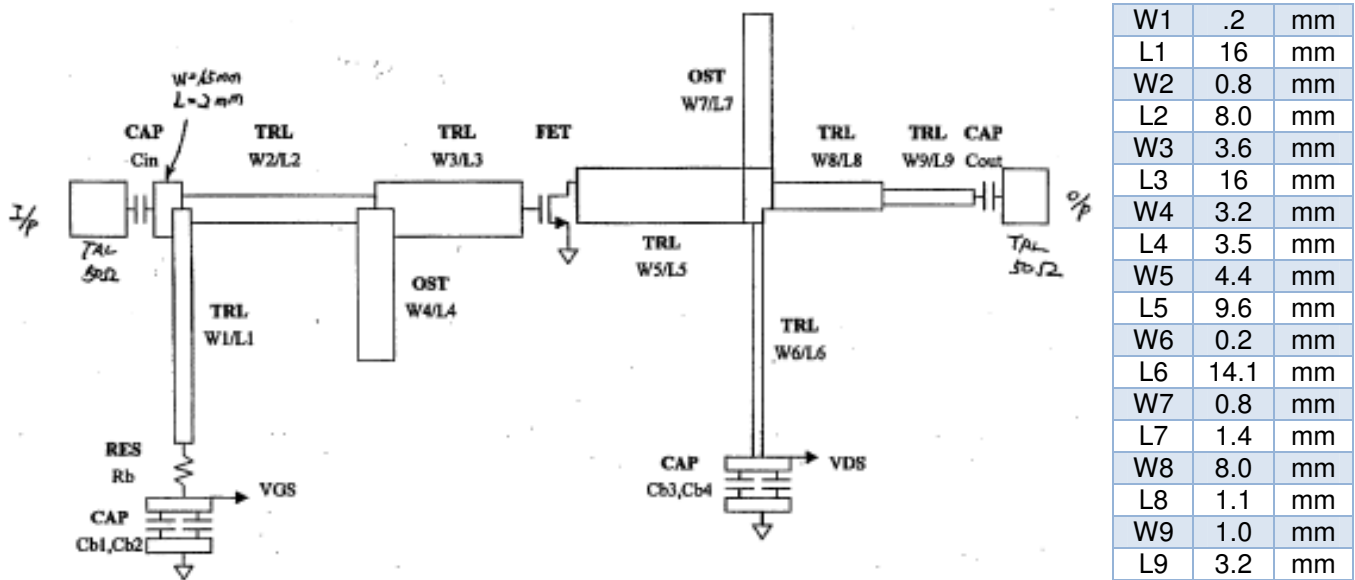 W=.65mm
L=2mm
CAP
Cin
TRL
W2/L2
TRL
W3/L3
FET
OST
W7/L7
TRL
W8/L8
TRL
W9/L9
CAP
Cout
I/P
TRL
50Ω
TRL
W1/L1
OST
W4/L4
TRL
W5/L5
TRL
W6/L6
O/P
TRL
50Ω
RES
Rb
VGS
CAP
Cb1,Cb2
CAP
Cb3,Cb4
VDS
W1 .2 mm
L1 16 mm
W2 0.8 mm
L2 8.0 mm
W3 3.6 mm
L3 16 mm
W4 3.2 mm
L4 3.5 mm
W5 4.4 mm
L5 9.6 mm
W6 0.2 mm
L6 14.1 mm
W7 0.8 mm
L7 1.4 mm
W8 8.0 mm
L8 1.1 mm
W9 1.0 mm
L9 3.2 mm